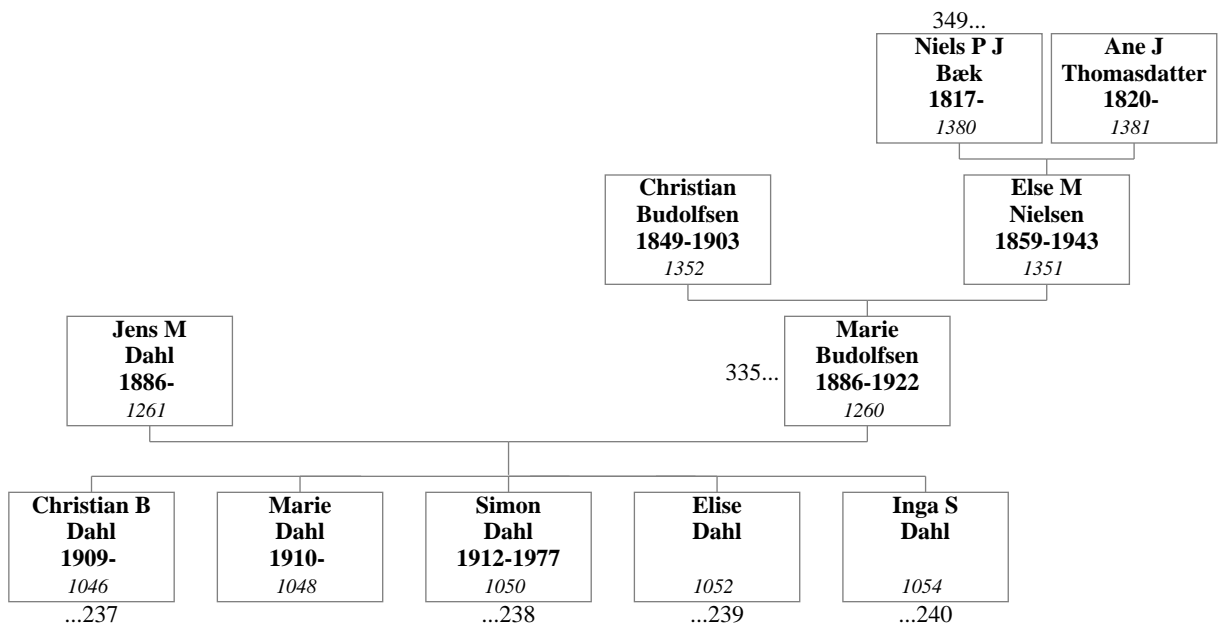 349...
Niels P J
Bæk
1817-
1380
Ane J
Thomasdatter
1820-
1381
Christian
Budolfsen
1849-1903
1352
Else M
Nielsen
1859-1943
1351
Jens M
Dahl
1886-
1261
335...
Marie
Budolfsen
1886-1922
1260
Christian B
Dahl
1909-
1046
...237
Marie
Dahl
1910-
1048
Simon
Dahl
1912-1977
1050
...238
Elise
Dahl
1052
...239
Inga S
Dahl
1054
...240